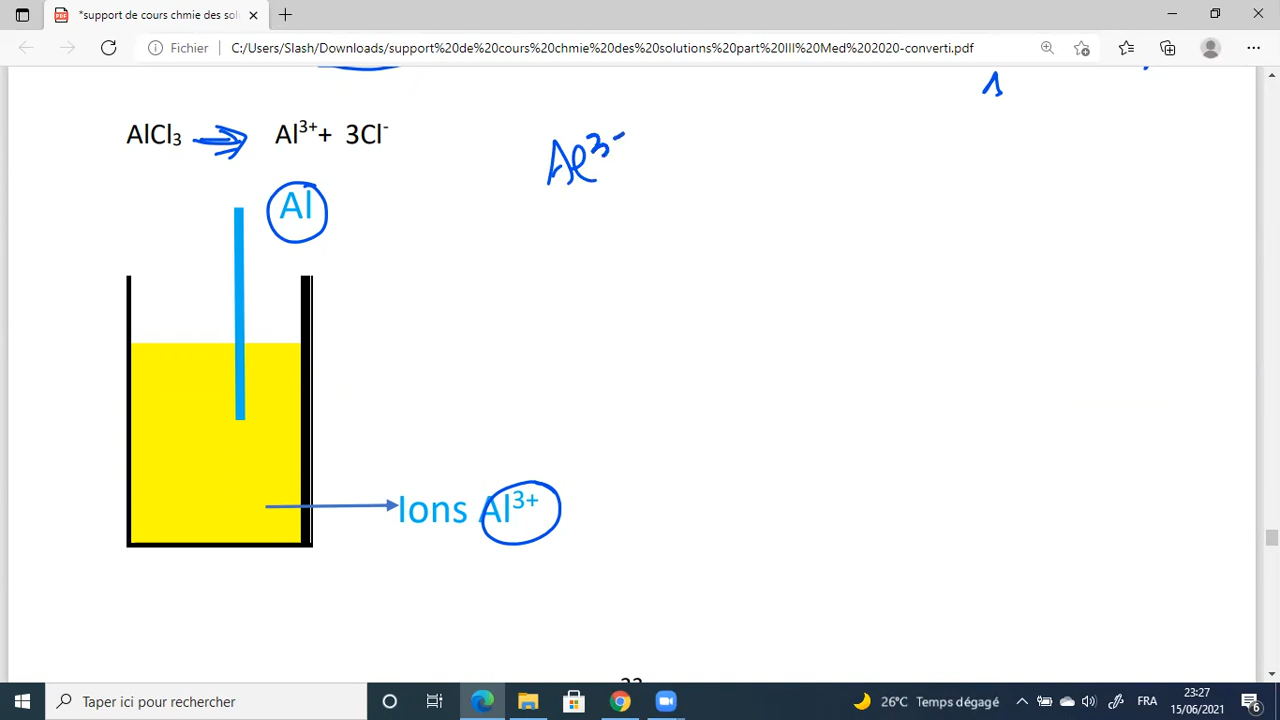 *support de cours chmie des sol
Fichier
C:/Users/Slash/Downloads/support%20de%20cours%20chmie%20des%20solutions%20part%20III%20Med%202020-converti.pdf
1
AlCl₃ → Al³⁺+ 3Cl⁻
Al³⁻
Al
Ions Al³⁺
Taper ici pour rechercher
26°C Temps dégagé
FRA
23:27
15/06/2021
6